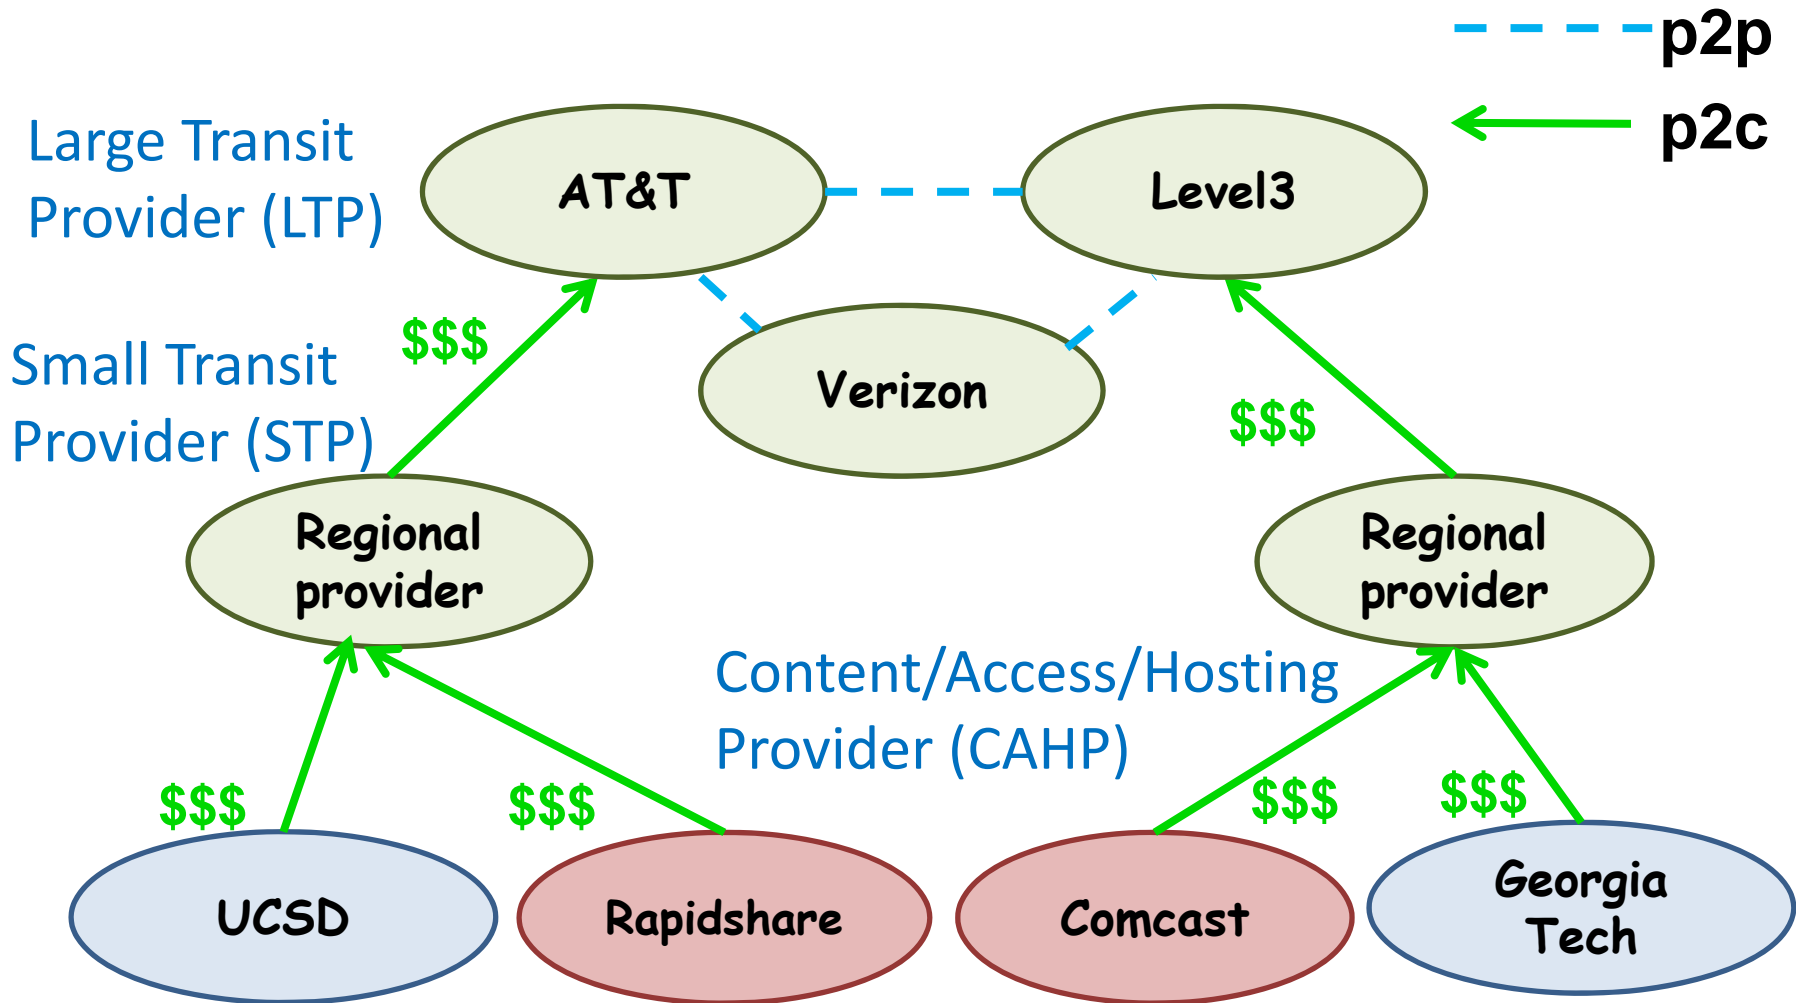 p2p
p2c
Large Transit
Provider (LTP)
AT&T
Level3
$$$
Small Transit
Provider (STP)
Verizon
$$$
Regional
provider
Regional
provider
Content/Access/Hosting
Provider (CAHP)
$$$
$$$
$$$
$$$
UCSD
Rapidshare
Comcast
Georgia
Tech